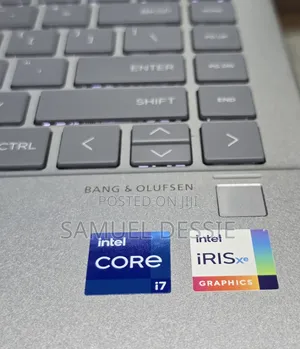 ENTER
SHIFT
END
CTRL
BANG & OLUFSEN
POSTED ON JIJI
SAMUEL DESSIE
intel
CORE
i7
intel
iRISxe
GRAPHICS